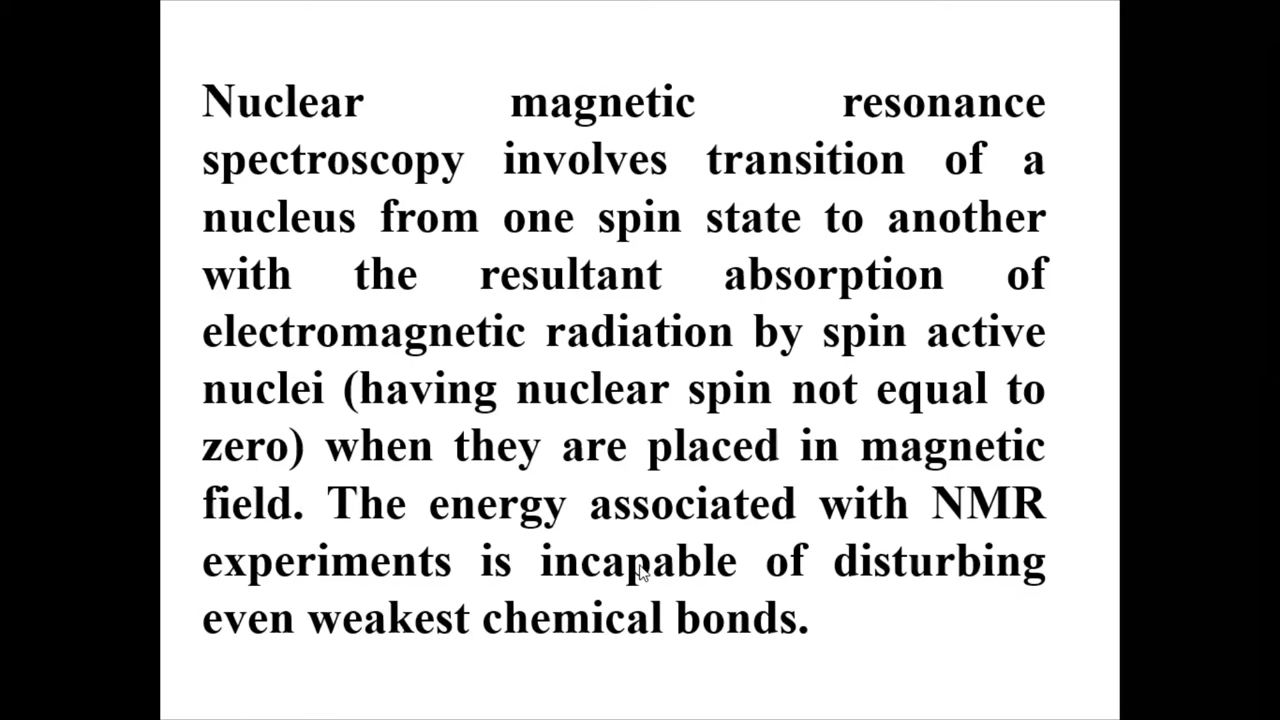 Nuclear magnetic resonance
spectroscopy involves transition of a
nucleus from one spin state to another
with the resultant absorption of
electromagnetic radiation by spin active
nuclei (having nuclear spin not equal to
zero) when they are placed in magnetic
field. The energy associated with NMR
experiments is incapable of disturbing
even weakest chemical bonds.